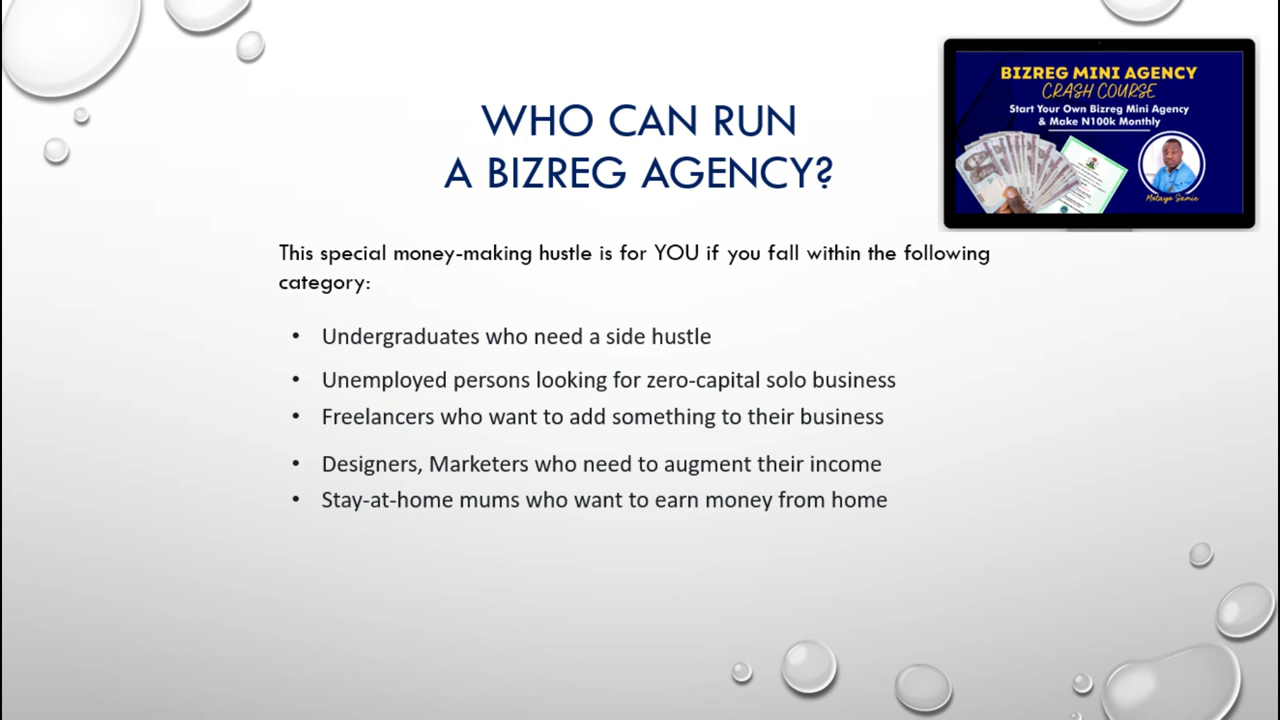 WHO CAN RUN
A BIZREG AGENCY?
BIZREG MINI AGENCY
CRASH COURSE
Start Your Own Bizreg Mini Agency
& Make N100k Monthly
Motayo Samie
This special money-making hustle is for YOU if you fall within the following
category:
• Undergraduates who need a side hustle
• Unemployed persons looking for zero-capital solo business
• Freelancers who want to add something to their business
• Designers, Marketers who need to augment their income
• Stay-at-home mums who want to earn money from home